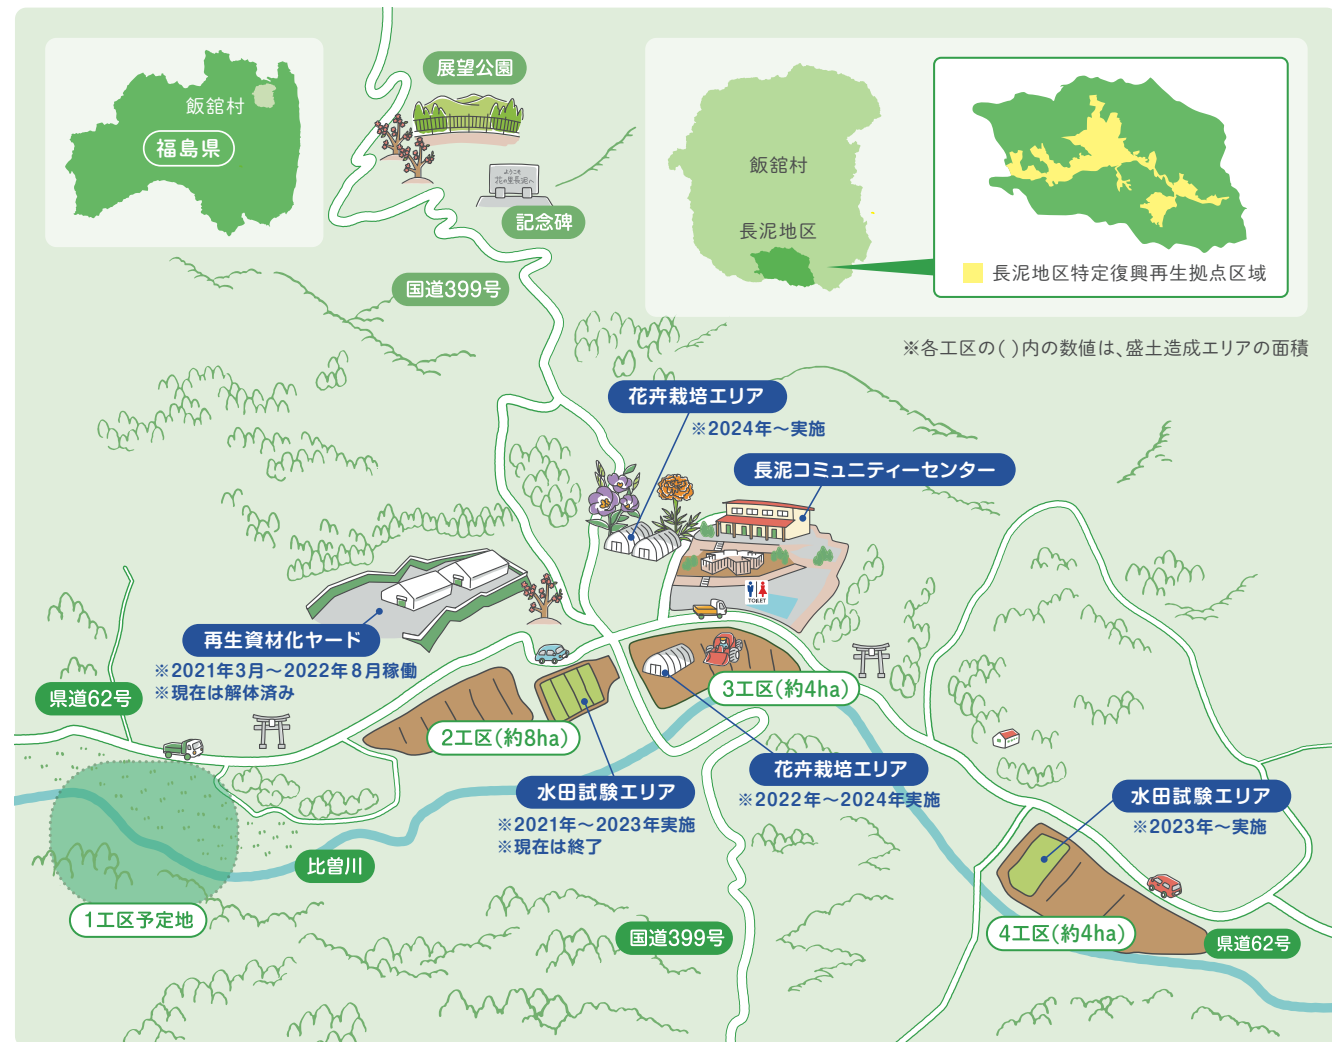 飯舘村
福島県
展望公園
ようこそ
花の里長泥へ
記念碑
国道399号
飯舘村
長泥地区
長泥地区特定復興再生拠点区域
※各工区の( )内の数値は、盛土造成エリアの面積
花卉栽培エリア
※2024年～実施
長泥コミュニティーセンター
TOILET
再生資材化ヤード
※2021年3月～2022年8月稼働
※現在は解体済み
県道62号
2工区(約8ha)
3工区(約4ha)
水田試験エリア
※2021年～2023年実施
※現在は終了
花卉栽培エリア
※2022年～2024年実施
水田試験エリア
※2023年～実施
比曽川
1工区予定地
国道399号
4工区(約4ha)
県道62号